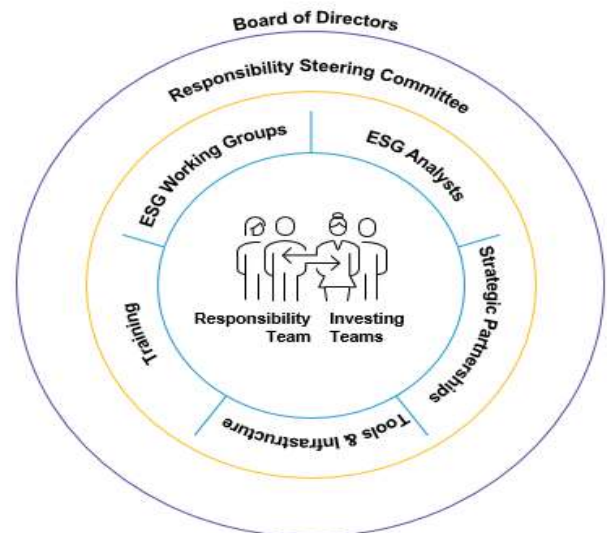 Board of Directors
Responsibility Steering Committee
ESG Working Groups
ESG Analysts
Strategic Partnerships
Tools & Infrastructure
Training
Responsibility Team
Investing Teams